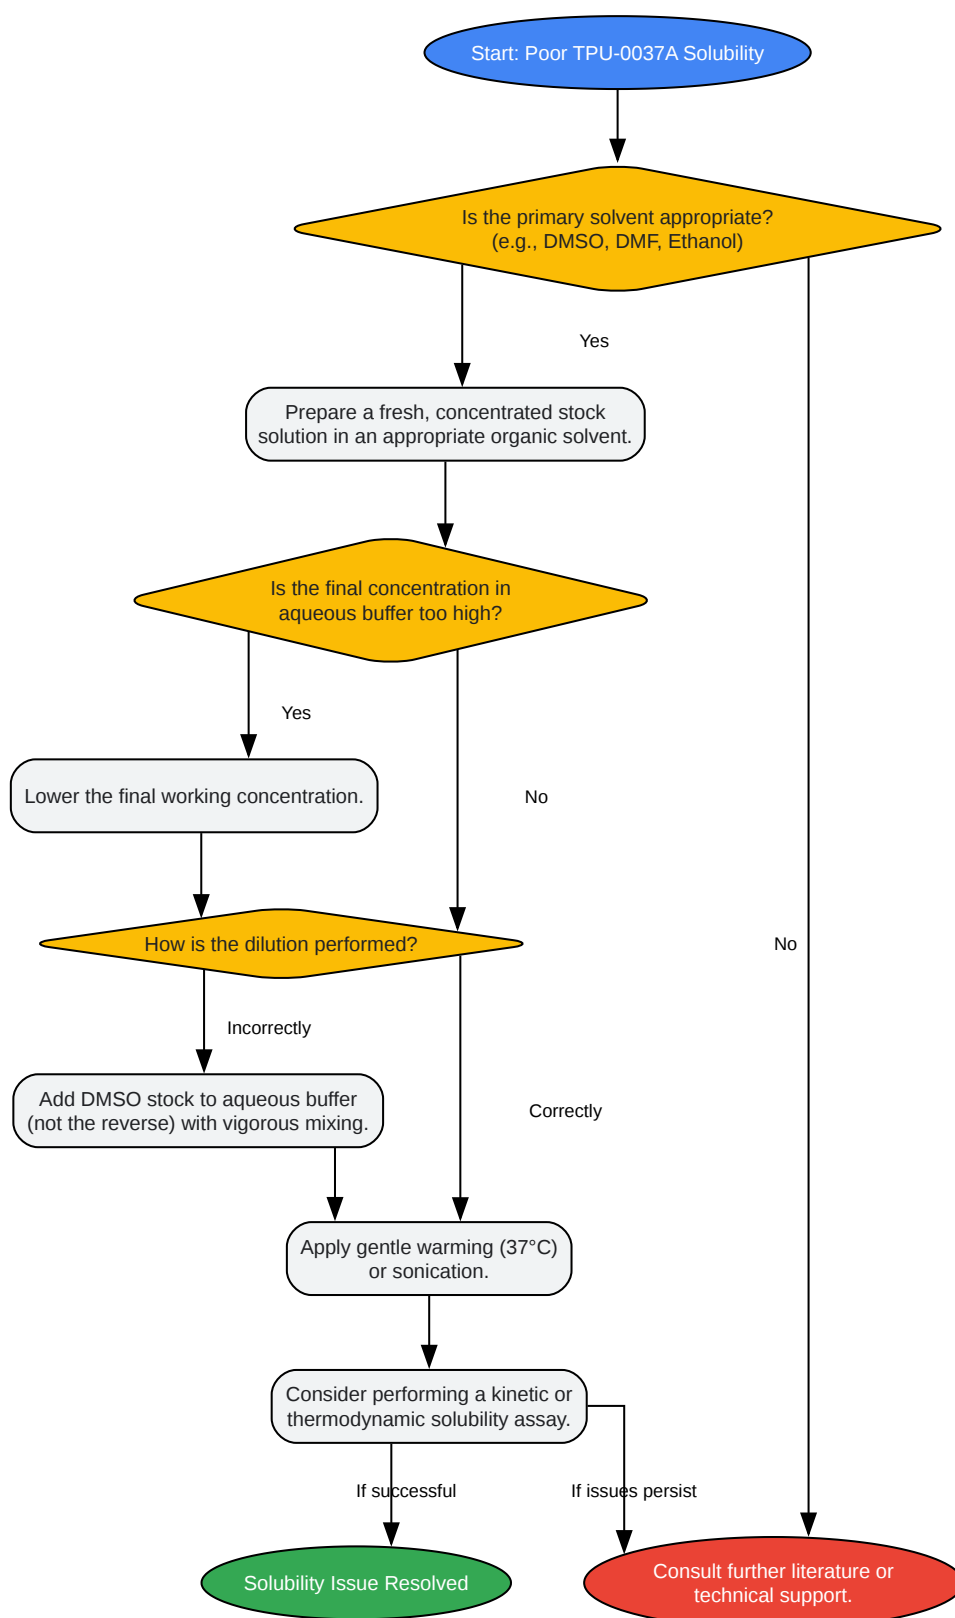 Start: Poor TPU-0037A Solubility
Is the primary solvent appropriate?
(e.g., DMSO, DMF, Ethanol)
Yes
Prepare a fresh, concentrated stock
solution in an appropriate organic solvent.
Is the final concentration in
aqueous buffer too high?
Yes
Lower the final working concentration.
No
How is the dilution performed?
No
Incorrectly
Add DMSO stock to aqueous buffer
(not the reverse) with vigorous mixing.
Correctly
Apply gentle warming (37°C)
or sonication.
Consider performing a kinetic or
thermodynamic solubility assay.
If successful
If issues persist
Solubility Issue Resolved
Consult further literature or
technical support.